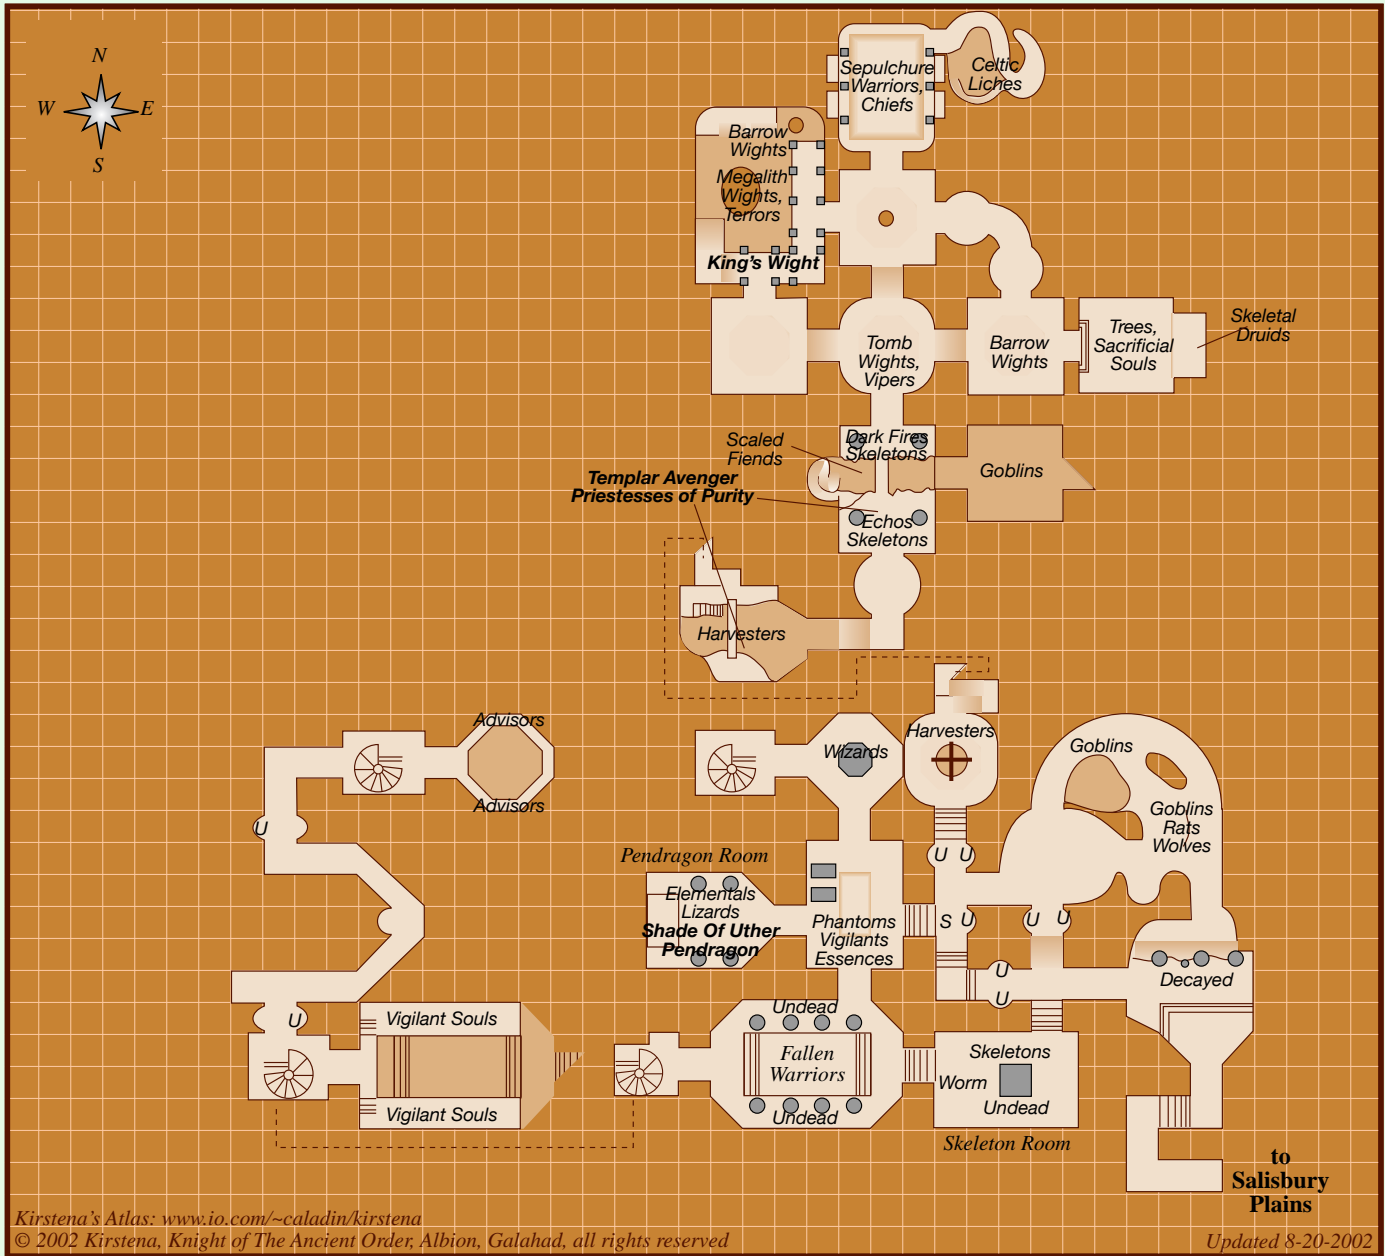 N
W
E
S
Sepulchure
Warriors,
Chiefs
Celtic
Liches
Barrow
Wights
Megalith
Wights,
Terrors
King's Wight
Tomb
Wights,
Vipers
Barrow
Wights
Trees,
Sacrificial
Souls
Skeletal
Druids
Scaled
Fiends
Dark Fires
Skeletons
Goblins
Templar Avenger
Priestesses of Purity
Echos
Skeletons
Harvesters
Advisors
Advisors
U
Wizards
Harvesters
Goblins
Goblins
Rats
Wolves
U
U
Pendragon Room
Elementals
Lizards
Shade Of Uther
Pendragon
Phantoms
Vigilants
Essences
S
U
U
U
U
U
Decayed
U
Vigilant Souls
Vigilant Souls
Undead
Fallen
Warriors
Undead
Skeletons
Worm
Undead
Skeleton Room
to
Salisbury
Plains
Kirstena's Atlas: www.io.com/~caladin/kirstena
© 2002 Kirstena, Knight of The Ancient Order, Albion, Galahad, all rights reserved
Updated 8-20-2002